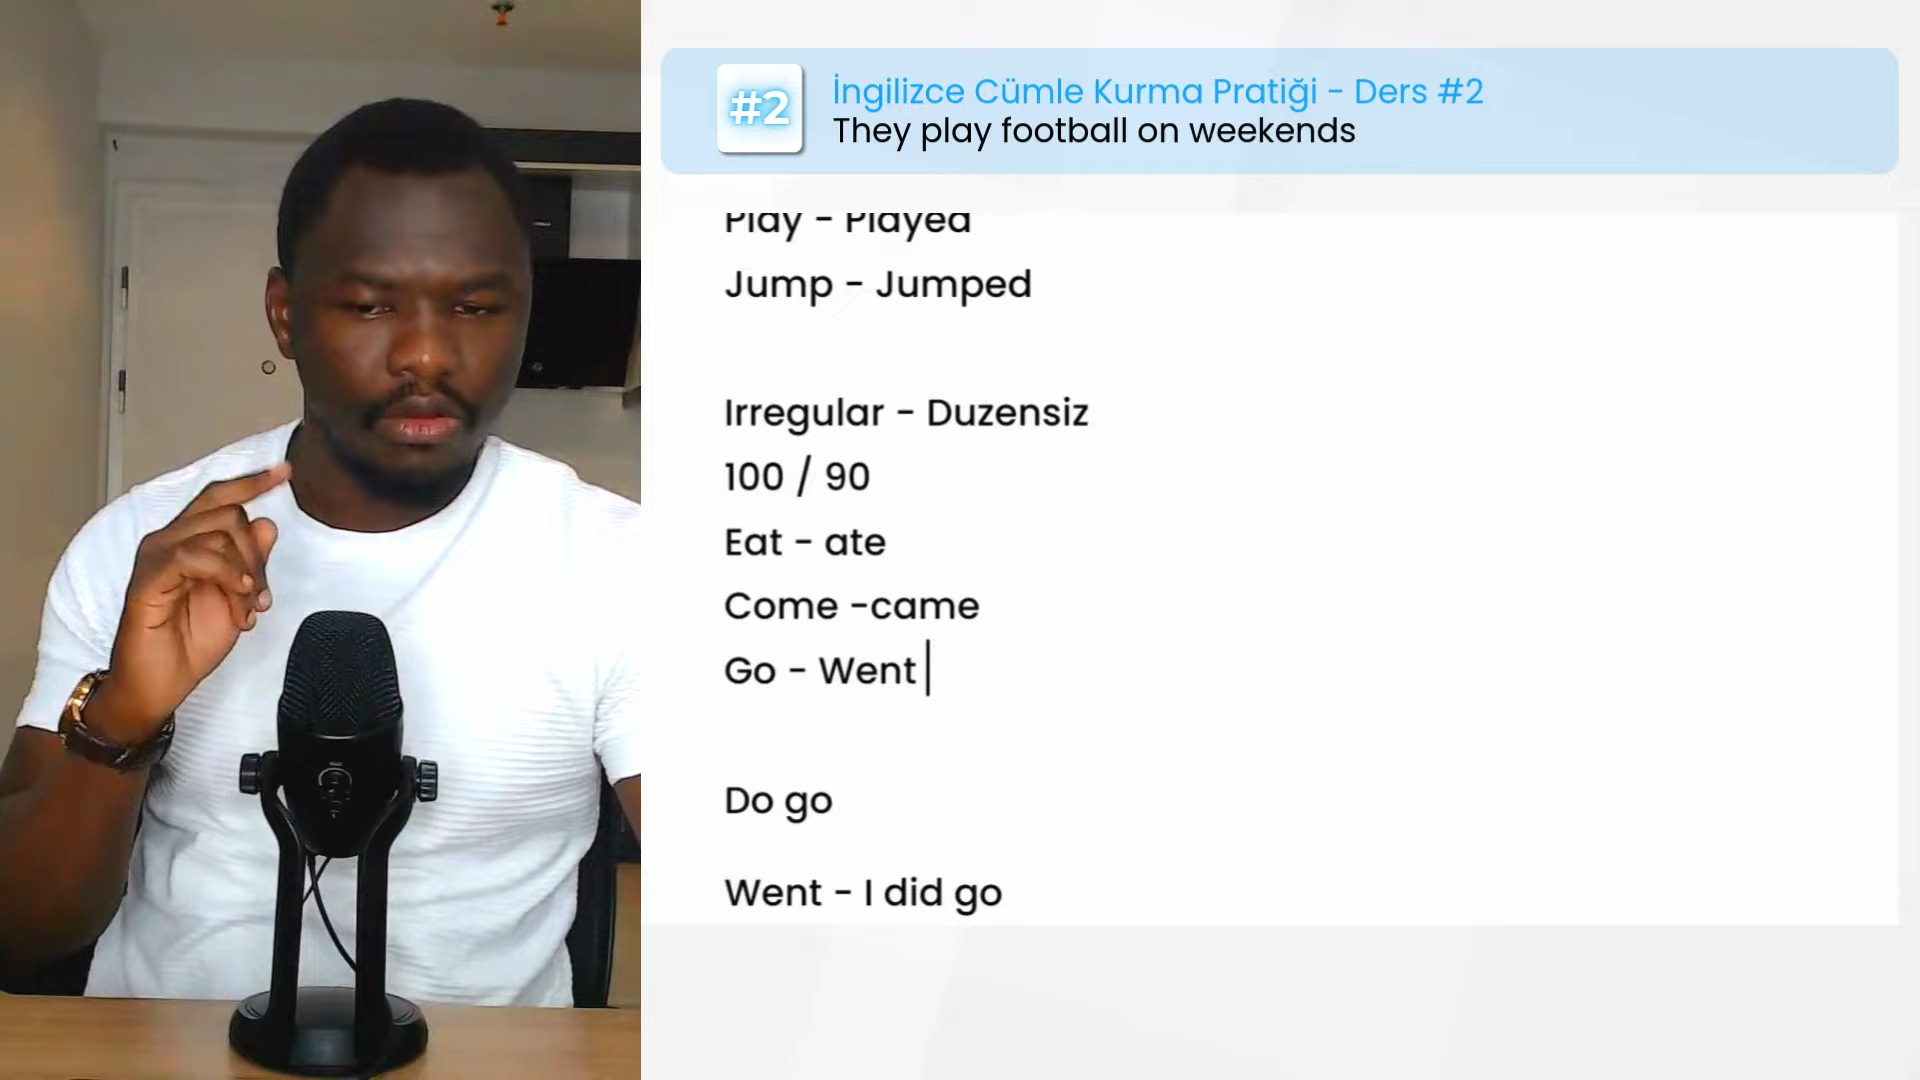 #2
İngilizce Cümle Kurma Pratiği - Ders #2
They play football on weekends
Play - Played
Jump - Jumped
Irregular - Duzensiz
100 / 90
Eat - ate
Come -came
Go - Went
Do go
Went - I did go